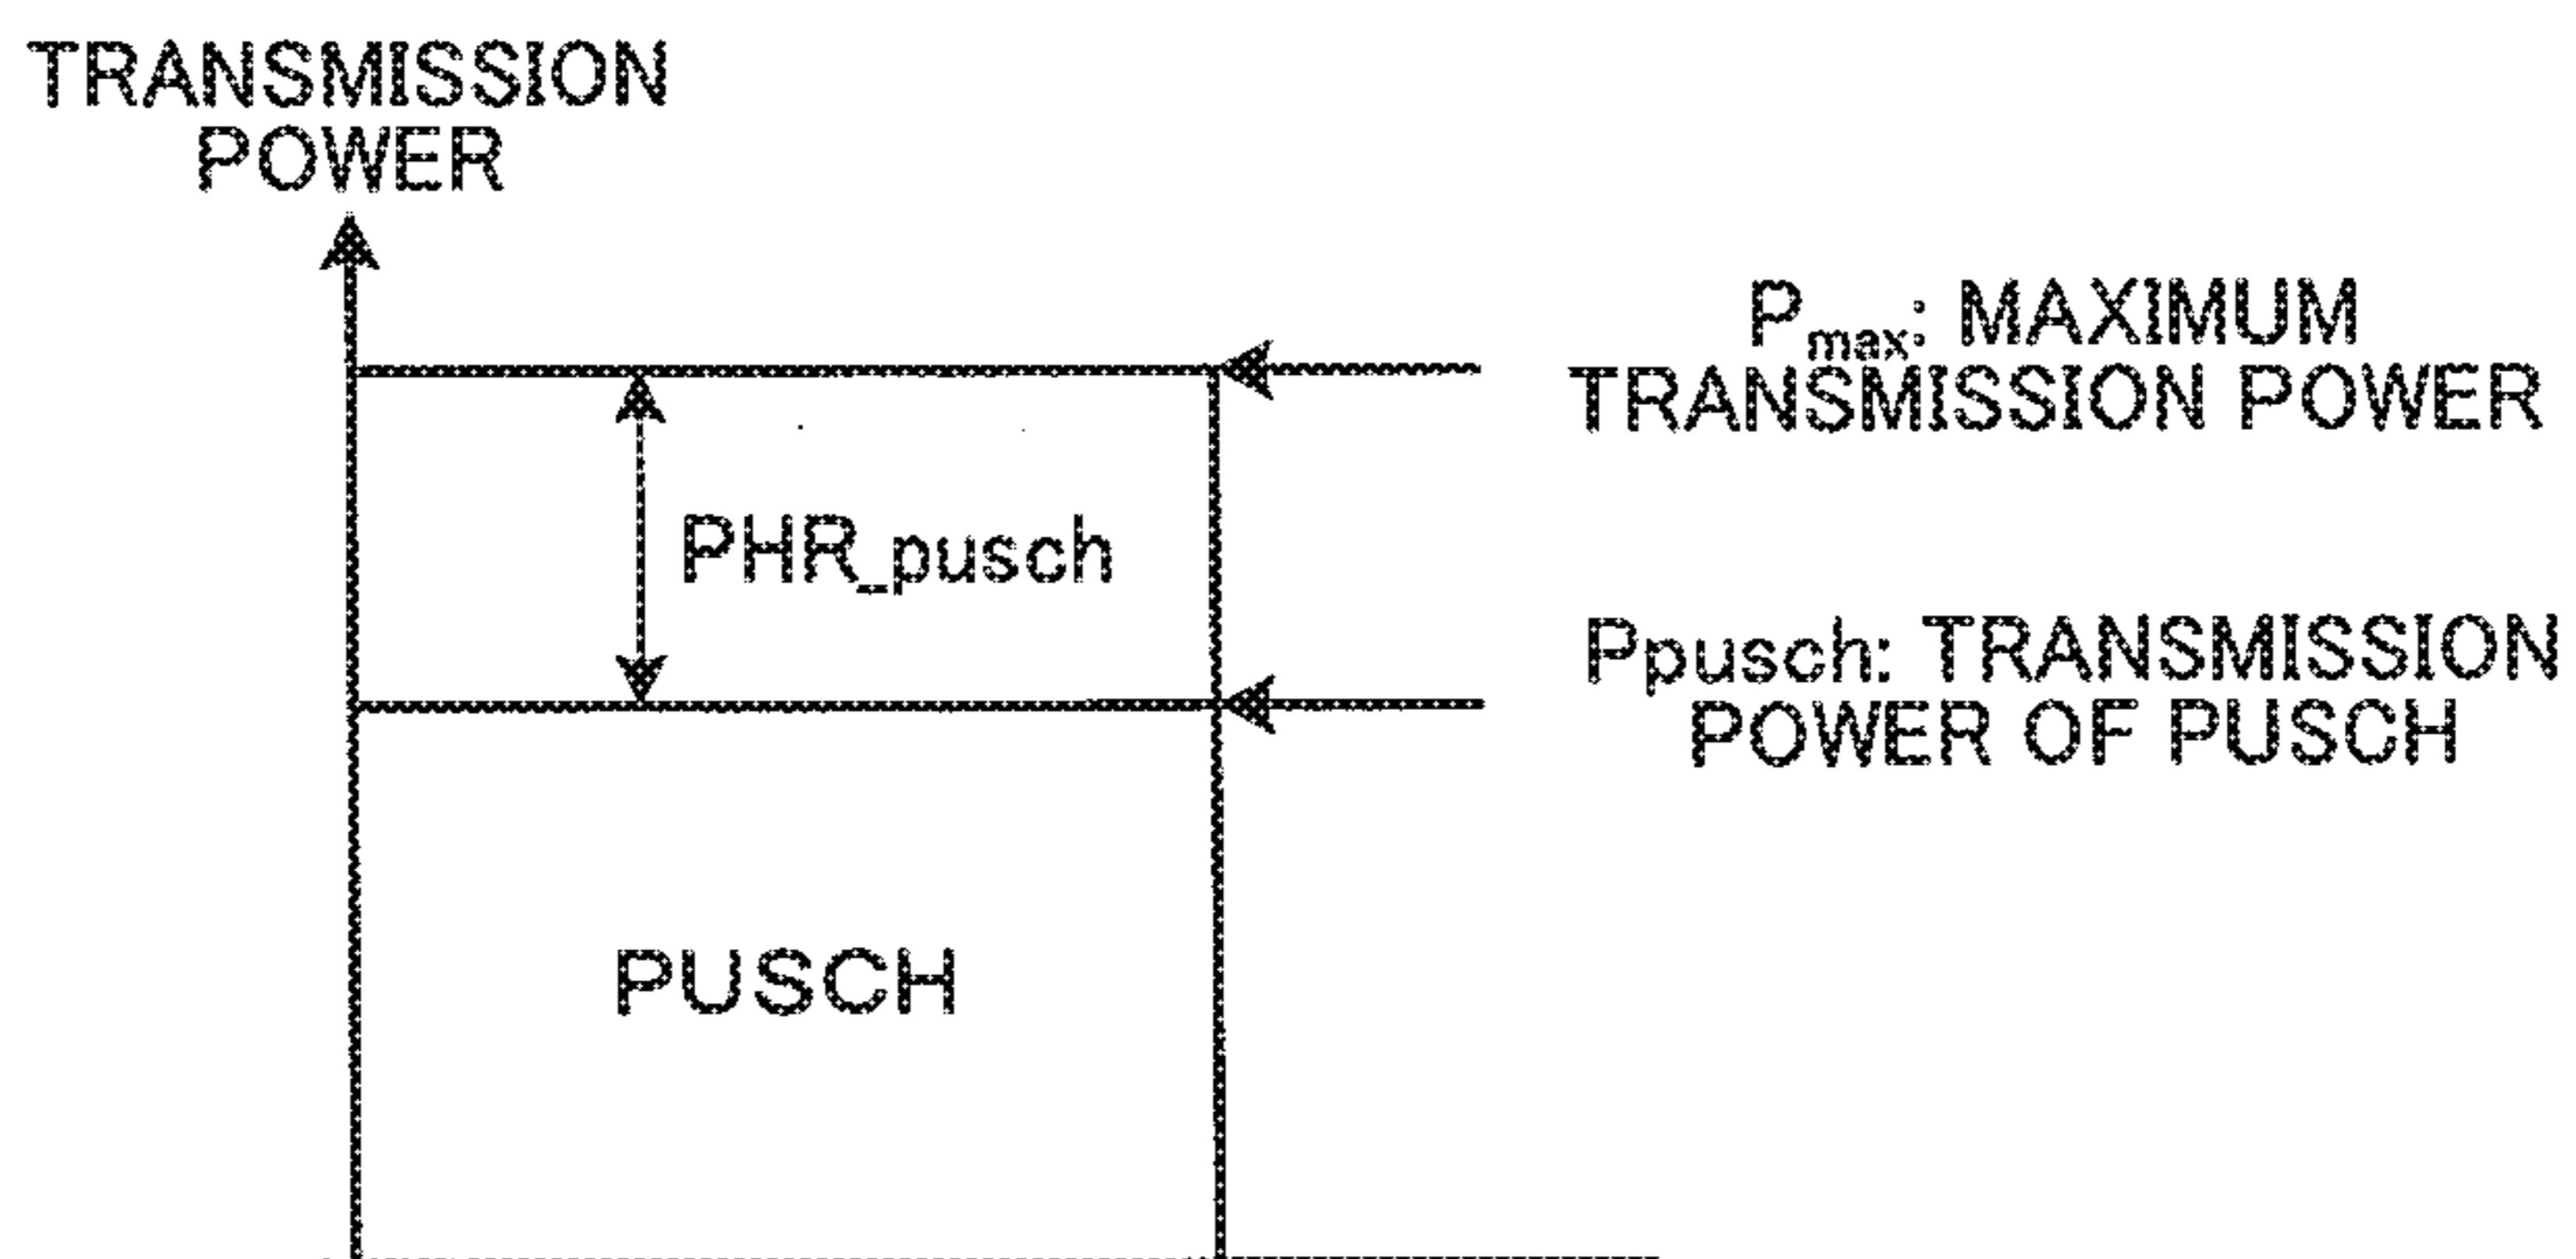 TRANSMISSION
POWER
Pmax: MAXIMUM
TRANSMISSION POWER
PHR_pusch
Ppusch: TRANSMISSION
POWER OF PUSCH
PUSCH